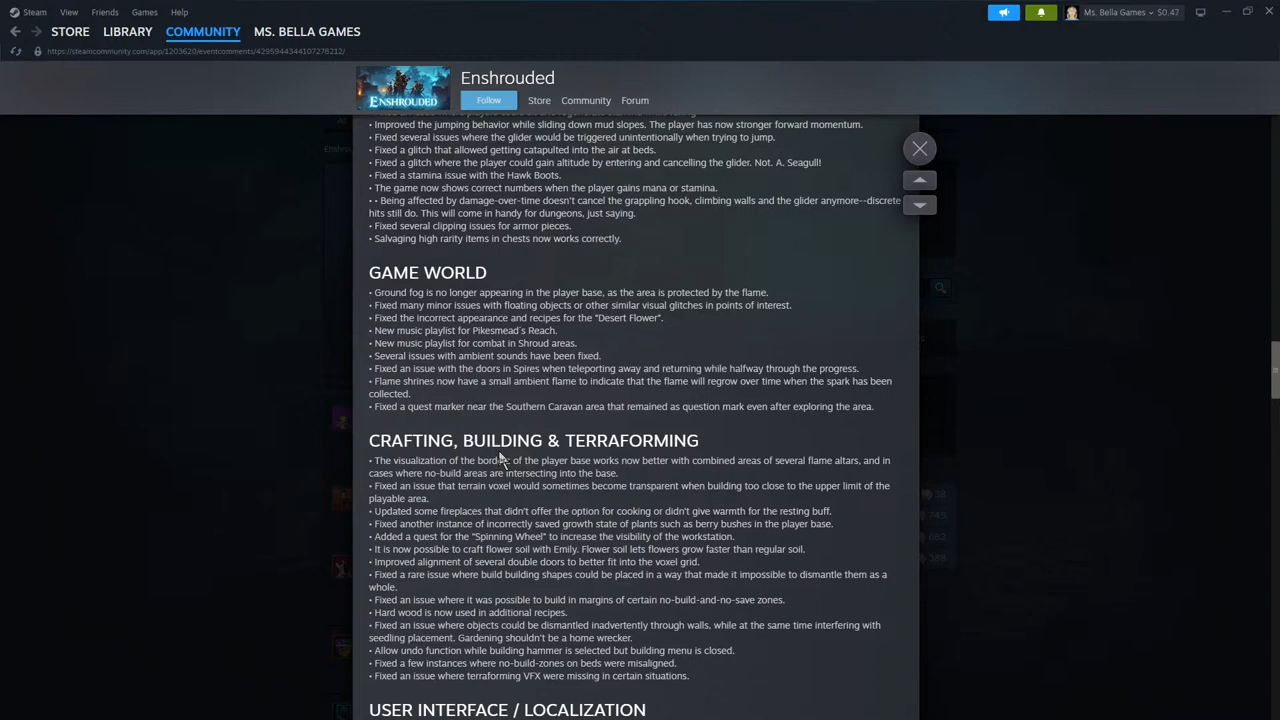 Steam View Friends Games Help
Ms. Bella Games $0.47
STORE LIBRARY COMMUNITY MS. BELLA GAMES
https://steamcommunity.com/app/1203620/eventcomments/4295944344107278212/
ENSHROUDED
Enshrouded
Follow Store Community Forum
• Improved the jumping behavior while sliding down mud slopes. The player has now stronger forward momentum.
• Fixed several issues where the glider would be triggered unintentionally when trying to jump.
• Fixed a glitch that allowed getting catapulted into the air at beds.
• Fixed a glitch where the player could gain altitude by entering and cancelling the glider. Not. A. Seagull!
• Fixed a stamina issue with the Hawk Boots.
• The game now shows correct numbers when the player gains mana or stamina.
• • Being affected by damage-over-time doesn't cancel the grappling hook, climbing walls and the glider anymore--discrete
hits still do. This will come in handy for dungeons, just saying.
• Fixed several clipping issues for armor pieces.
• Salvaging high rarity items in chests now works correctly.
GAME WORLD
• Ground fog is no longer appearing in the player base, as the area is protected by the flame.
• Fixed many minor issues with floating objects or other similar visual glitches in points of interest.
• Fixed the incorrect appearance and recipes for the "Desert Flower".
• New music playlist for Pikesmead´s Reach.
• New music playlist for combat in Shroud areas.
• Several issues with ambient sounds have been fixed.
• Fixed an issue with the doors in Spires when teleporting away and returning while halfway through the progress.
• Flame shrines now have a small ambient flame to indicate that the flame will regrow over time when the spark has been
collected.
• Fixed a quest marker near the Southern Caravan area that remained as question mark even after exploring the area.
CRAFTING, BUILDING & TERRAFORMING
• The visualization of the border of the player base works now better with combined areas of several flame altars, and in
cases where no-build areas are intersecting into the base.
• Fixed an issue that terrain voxel would sometimes become transparent when building too close to the upper limit of the
playable area.
• Updated some fireplaces that didn't offer the option for cooking or didn't give warmth for the resting buff.
• Fixed another instance of incorrectly saved growth state of plants such as berry bushes in the player base.
• Added a quest for the "Spinning Wheel" to increase the visibility of the workstation.
• It is now possible to craft flower soil with Emily. Flower soil lets flowers grow faster than regular soil.
• Improved alignment of several double doors to better fit into the voxel grid.
• Fixed a rare issue where build building shapes could be placed in a way that made it impossible to dismantle them as a
whole.
• Fixed an issue where it was possible to build in margins of certain no-build-and-no-save zones.
• Hard wood is now used in additional recipes.
• Fixed an issue where objects could be dismantled inadvertently through walls, while at the same time interfering with
seedling placement. Gardening shouldn't be a home wrecker.
• Allow undo function while building hammer is selected but building menu is closed.
• Fixed a few instances where no-build-zones on beds were misaligned.
• Fixed an issue where terraforming VFX were missing in certain situations.
USER INTERFACE / LOCALIZATION